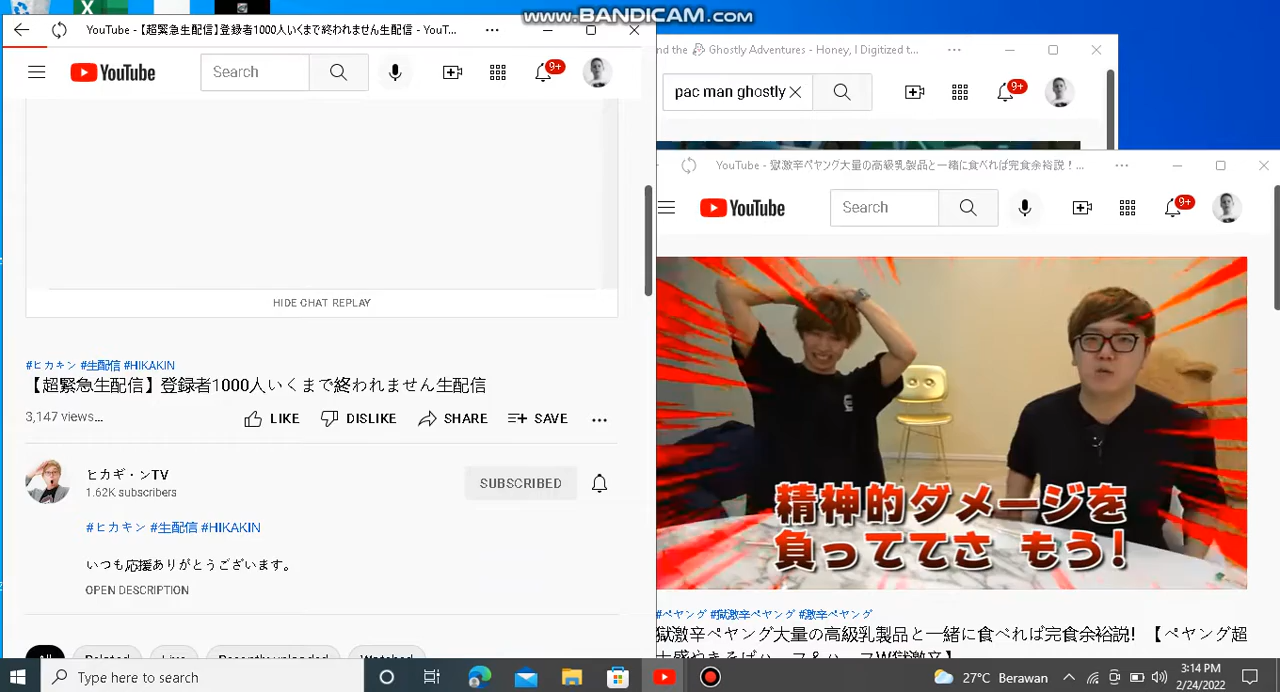 www.BANDICAM.com
YouTube - 【超緊急生配信】登録者1000人いくまで終われません生配信 - YouT...
YouTube
Search
9+
HIDE CHAT REPLAY
#ヒカキン #生配信 #HIKAKIN
【超緊急生配信】登録者1000人いくまで終われません生配信
3,147 views...
LIKE
DISLIKE
SHARE
SAVE
ヒカギ・ンTV
1.62K subscribers
SUBSCRIBED
#ヒカキン #生配信 #HIKAKIN
いつも応援ありがとうございます。
OPEN DESCRIPTION
All
Related
Live
Recently uploaded
Watched
nd the Ghostly Adventures - Honey, I Digitized t...
pac man ghostly
9+
YouTube - 獄激辛ペヤング大量の高級乳製品と一緒に食べれば完食余裕説！...
YouTube
Search
9+
精神的ダメージを
負っててさ もう!
#ペヤング #獄激辛ペヤング #激辛ペヤング
獄激辛ペヤング大量の高級乳製品と一緒に食べれば完食余裕説!【ペヤング超
Type here to search
27°C Berawan
3:14 PM
2/24/2022